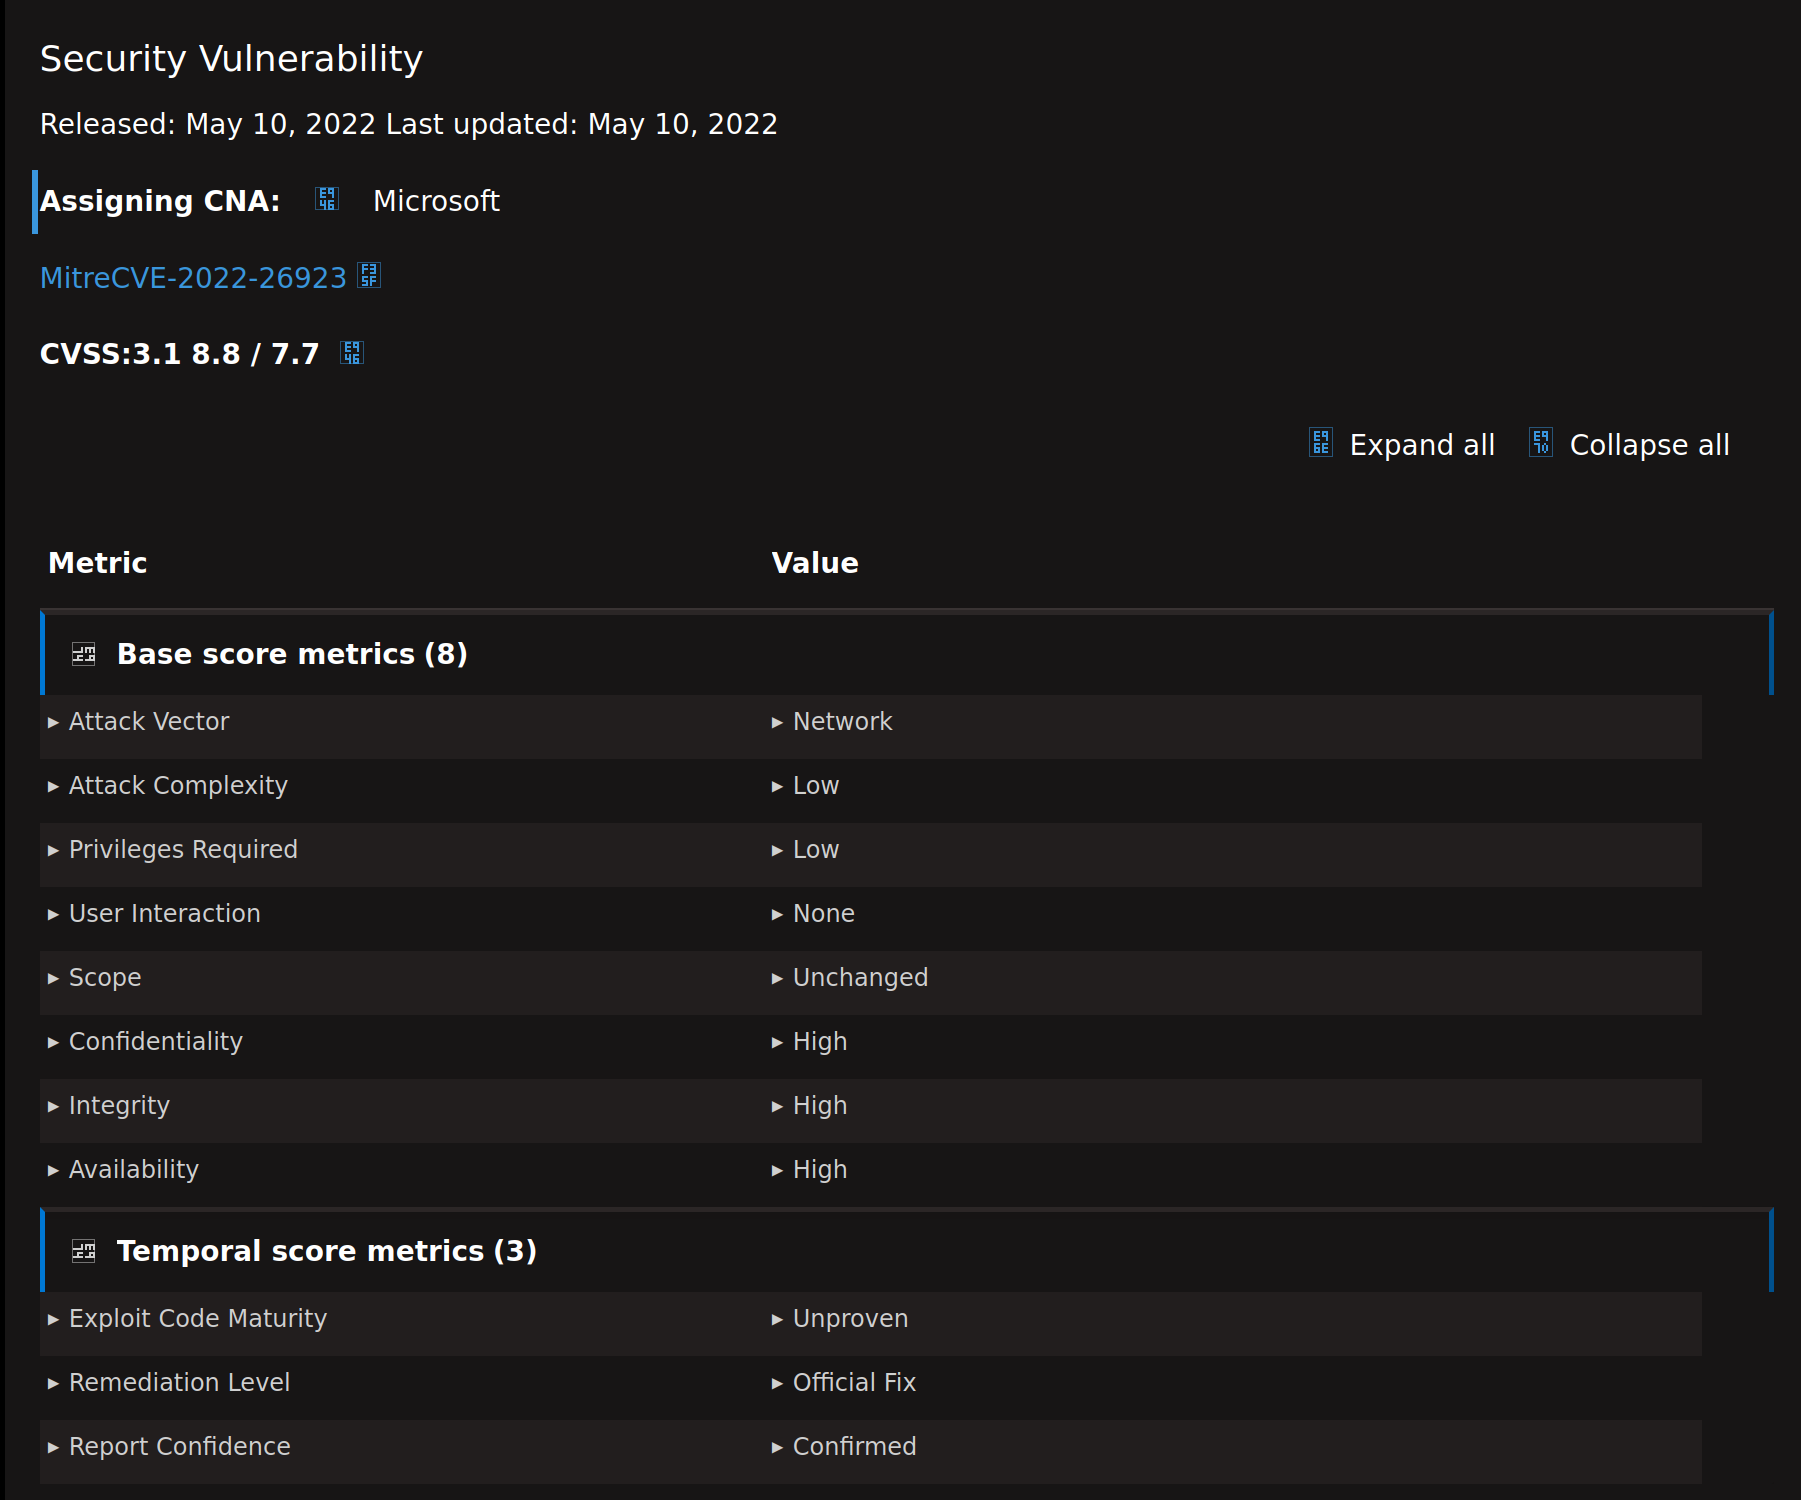 Security Vulnerability
Released: May 10, 2022 Last updated: May 10, 2022
Assigning CNA: Microsoft
MitreCVE-2022-26923
CVSS:3.1 8.8 / 7.7
Expand all Collapse all
Metric Value
Base score metrics (8)
Attack Vector Network
Attack Complexity Low
Privileges Required Low
User Interaction None
Scope Unchanged
Confidentiality High
Integrity High
Availability High
Temporal score metrics (3)
Exploit Code Maturity Unproven
Remediation Level Official Fix
Report Confidence Confirmed